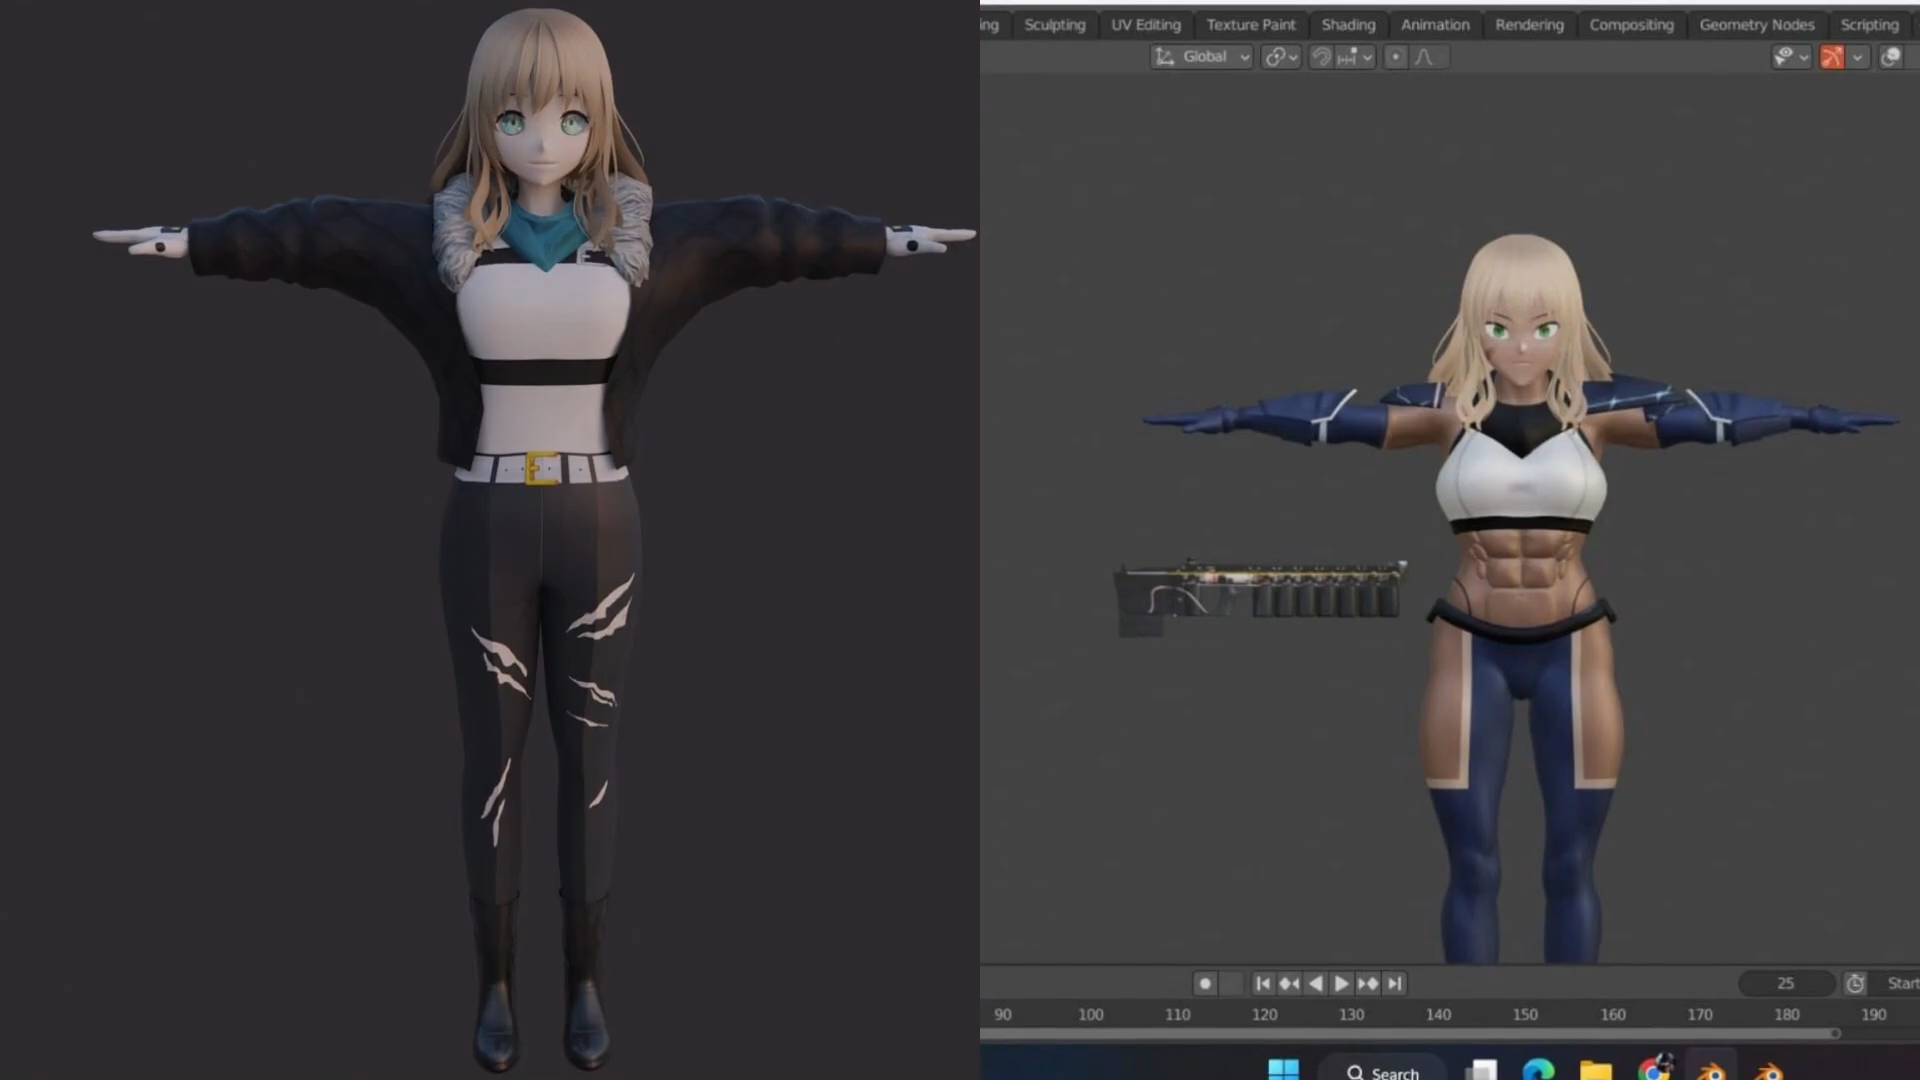 ing Sculpting UV Editing Texture Paint Shading Animation Rendering Compositing Geometry Nodes Scripting
Global
25 Start
90 100 110 120 130 140 150 160 170 180 190
Search